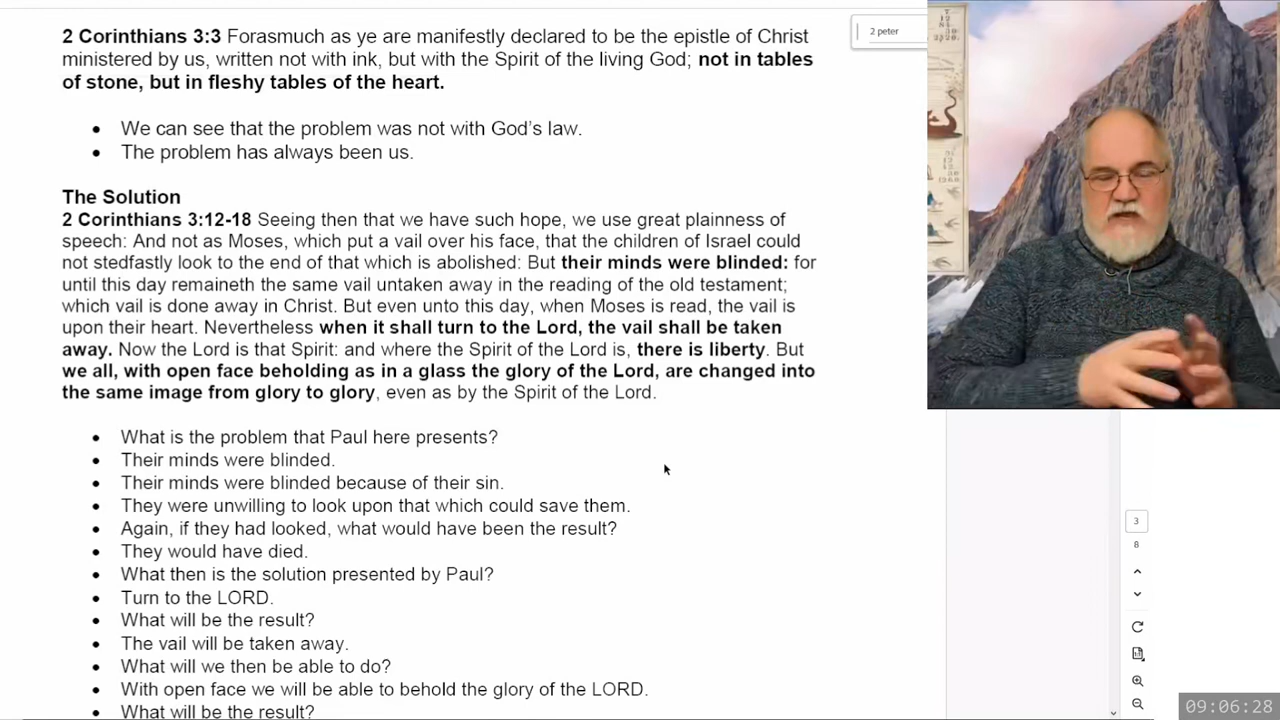 2 Corinthians 3:3 Forasmuch as ye are manifestly declared to be the epistle of Christ
ministered by us, written not with ink, but with the Spirit of the living God; not in tables
of stone, but in fleshy tables of the heart.
• We can see that the problem was not with God's law.
• The problem has always been us.
The Solution
2 Corinthians 3:12-18 Seeing then that we have such hope, we use great plainness of
speech: And not as Moses, which put a vail over his face, that the children of Israel could
not stedfastly look to the end of that which is abolished: But their minds were blinded: for
until this day remaineth the same vail untaken away in the reading of the old testament;
which vail is done away in Christ. But even unto this day, when Moses is read, the vail is
upon their heart. Nevertheless when it shall turn to the Lord, the vail shall be taken
away. Now the Lord is that Spirit: and where the Spirit of the Lord is, there is liberty. But
we all, with open face beholding as in a glass the glory of the Lord, are changed into
the same image from glory to glory, even as by the Spirit of the Lord.
• What is the problem that Paul here presents?
• Their minds were blinded.
• Their minds were blinded because of their sin.
• They were unwilling to look upon that which could save them.
• Again, if they had looked, what would have been the result?
• They would have died.
• What then is the solution presented by Paul?
• Turn to the LORD.
• What will be the result?
• The vail will be taken away.
• What will we then be able to do?
• With open face we will be able to behold the glory of the LORD.
• What will be the result?
2 peter
3
8
09:06:28